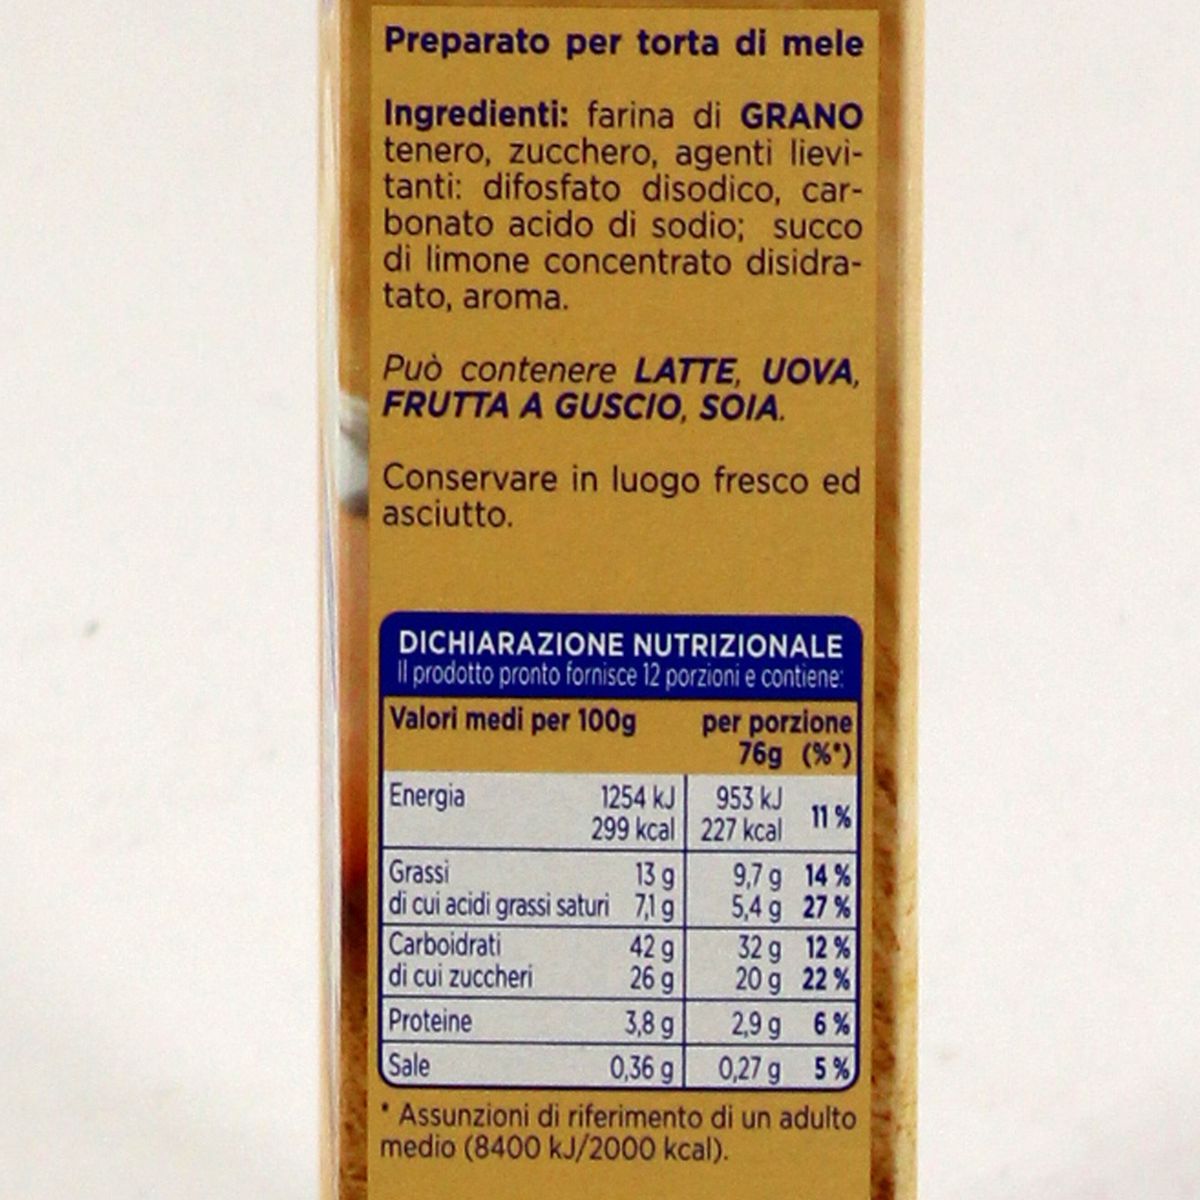 Preparato per torta di mele
Ingredienti: farina di GRANO
tenero, zucchero, agenti lievi-
tanti: difosfato disodico, car-
bonato acido di sodio; succo
di limone concentrato disidra-
tato, aroma.
Può contenere LATTE, UOVA,
FRUTTA A GUSCIO, SOIA.
Conservare in luogo fresco ed
asciutto.
DICHIARAZIONE NUTRIZIONALE
Il prodotto pronto fornisce 12 porzioni e contiene:
Valori medi per 100g per porzione
76g (%*)
Energia 1254 kJ 953 kJ 11 %
299 kcal 227 kcal
Grassi 13 g 9,7 g 14 %
di cui acidi grassi saturi 7,1 g 5,4 g 27 %
Carboidrati 42 g 32 g 12 %
di cui zuccheri 26 g 20 g 22 %
Proteine 3,8 g 2,9 g 6 %
Sale 0,36 g 0,27 g 5 %
* Assunzioni di riferimento di un adulto
medio (8400 kJ/2000 kcal).